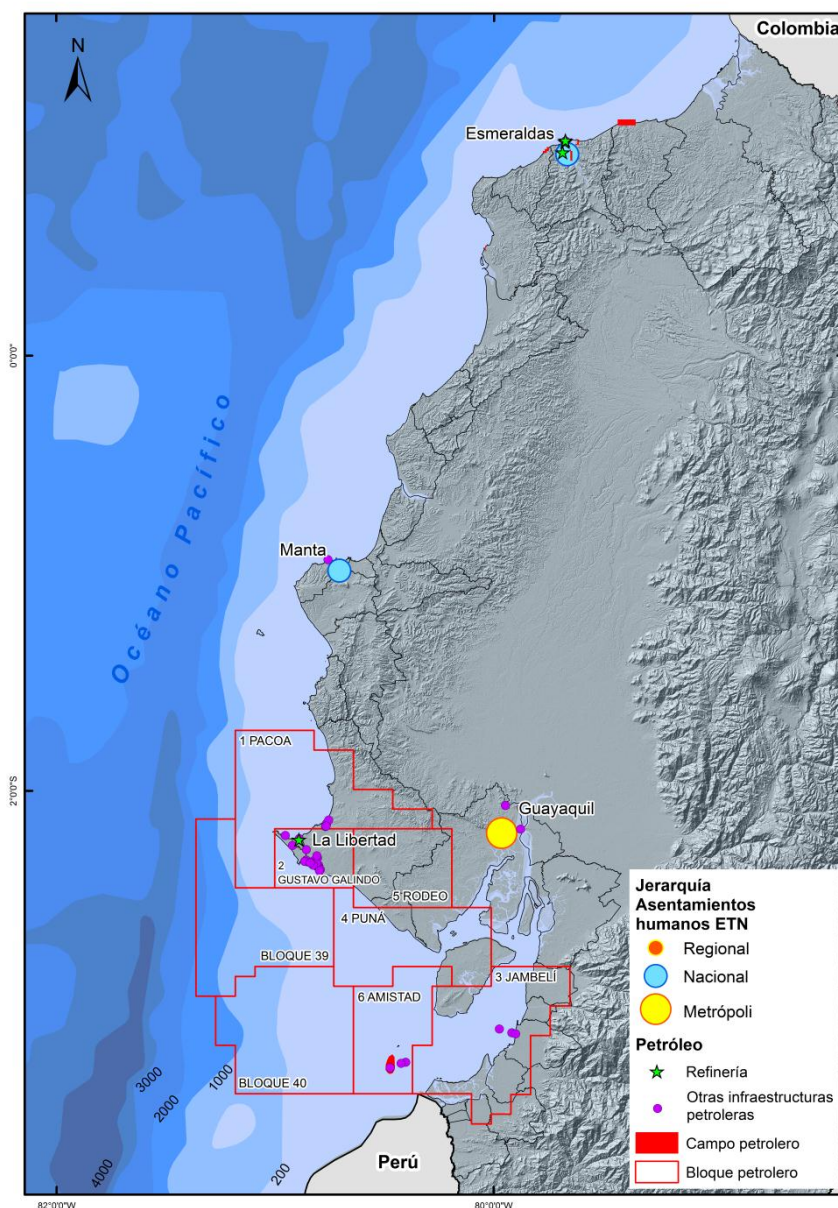 Colombia
N
Esmeraldas
0°0'0"
Océano Pacífico
Manta
2°0'0"S
1 PACOA
Guayaquil
La Libertad
2
GUSTAVO GALINDO
5 RODEO
4 PUNÁ
BLOQUE 39
3 JAMBELÍ
6 AMISTAD
BLOQUE 40
3000
1000
2000
4000
200
Perú
Jerarquía
Asentamientos
humanos ETN
Regional
Nacional
Metrópoli
Petróleo
Refinería
Otras infraestructuras
petroleras
Campo petrolero
Bloque petrolero
82°0'0"W
80°0'0"W